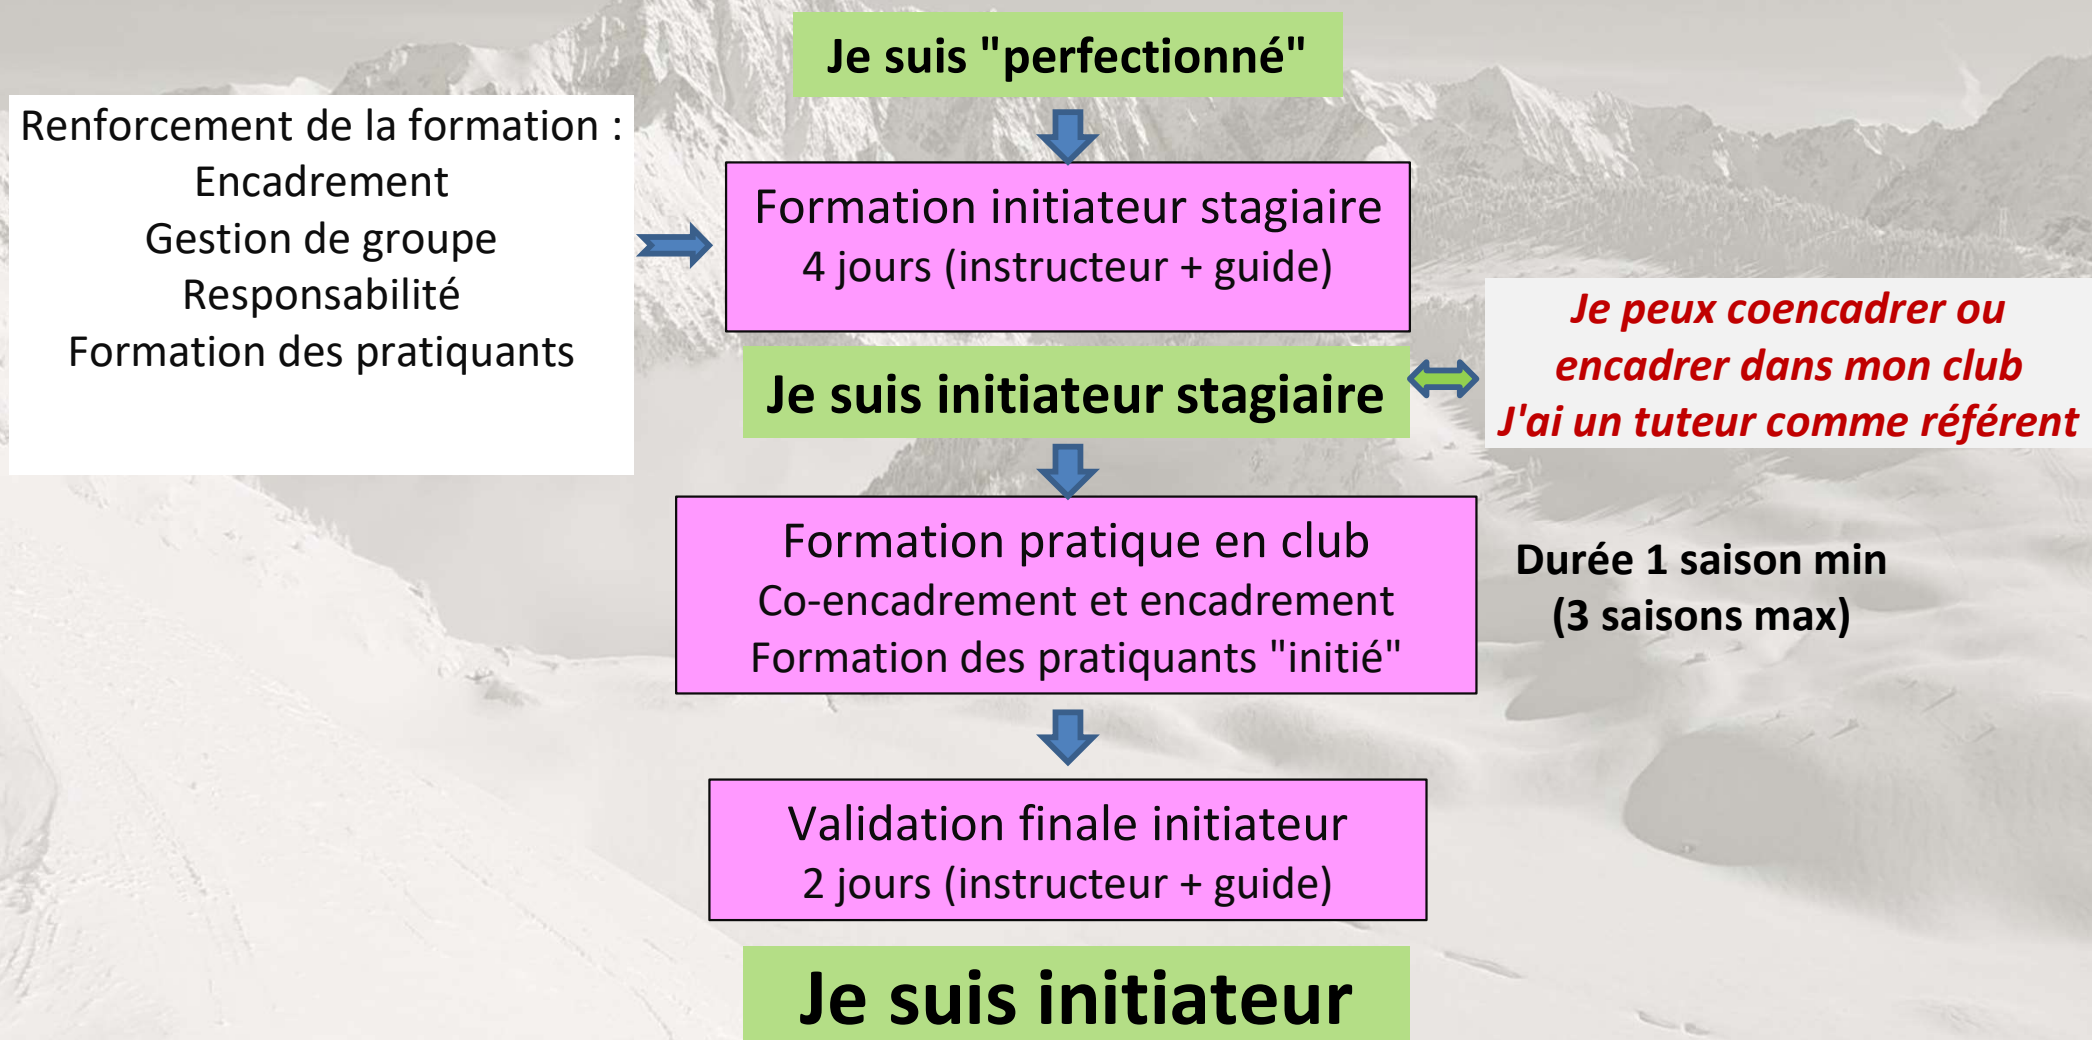 Je suis "perfectionné"
Renforcement de la formation :
Encadrement
Gestion de groupe
Responsabilité
Formation des pratiquants
Formation initiateur stagiaire
4 jours (instructeur + guide)
Je suis initiateur stagiaire
Je peux coencadrer ou
encadrer dans mon club
J'ai un tuteur comme référent
Formation pratique en club
Co-encadrement et encadrement
Formation des pratiquants "initié"
Durée 1 saison min
(3 saisons max)
Validation finale initiateur
2 jours (instructeur + guide)
Je suis initiateur